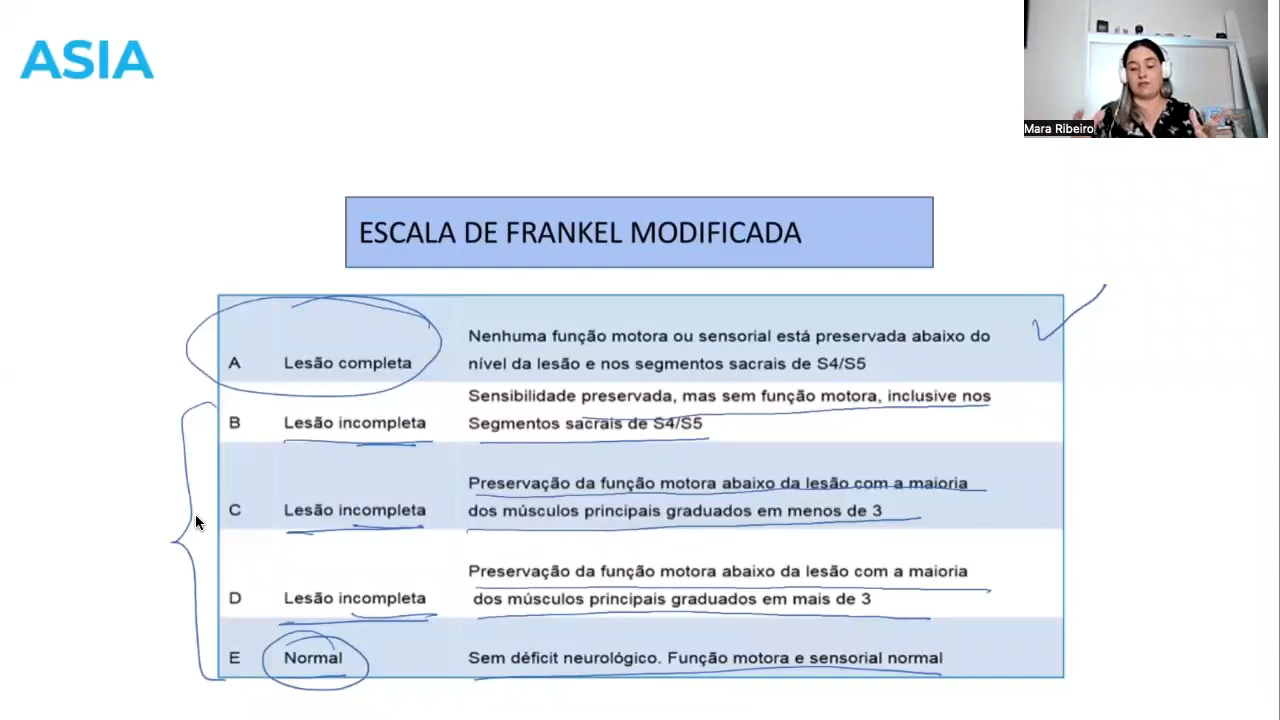 ASIA
Mara Ribeiro
ESCALA DE FRANKEL MODIFICADA
Nenhuma função motora ou sensorial está preservada abaixo do
A Lesão completa nível da lesão e nos segmentos sacrais de S4/S5
Sensibilidade preservada, mas sem função motora, inclusive nos
B Lesão incompleta Segmentos sacrais de S4/S5
Preservação da função motora abaixo da lesão com a maioria
C Lesão incompleta dos músculos principais graduados em menos de 3
Preservação da função motora abaixo da lesão com a maioria
D Lesão incompleta dos músculos principais graduados em mais de 3
E Normal Sem déficit neurológico. Função motora e sensorial normal